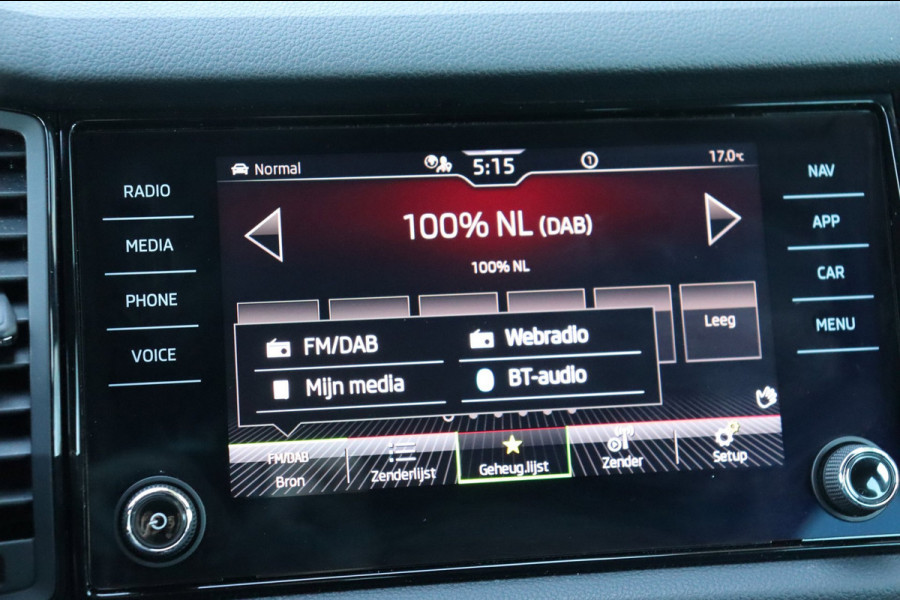 RADIO
MEDIA
PHONE
VOICE
Normal
5:15
1
17.0°C
100% NL (DAB)
100% NL
Leeg
FM/DAB
Webradio
Mijn media
BT-audio
FM/DAB
Bron
Zenderlijst
Geheug.lijst
Zender
Setup
NAV
APP
CAR
MENU